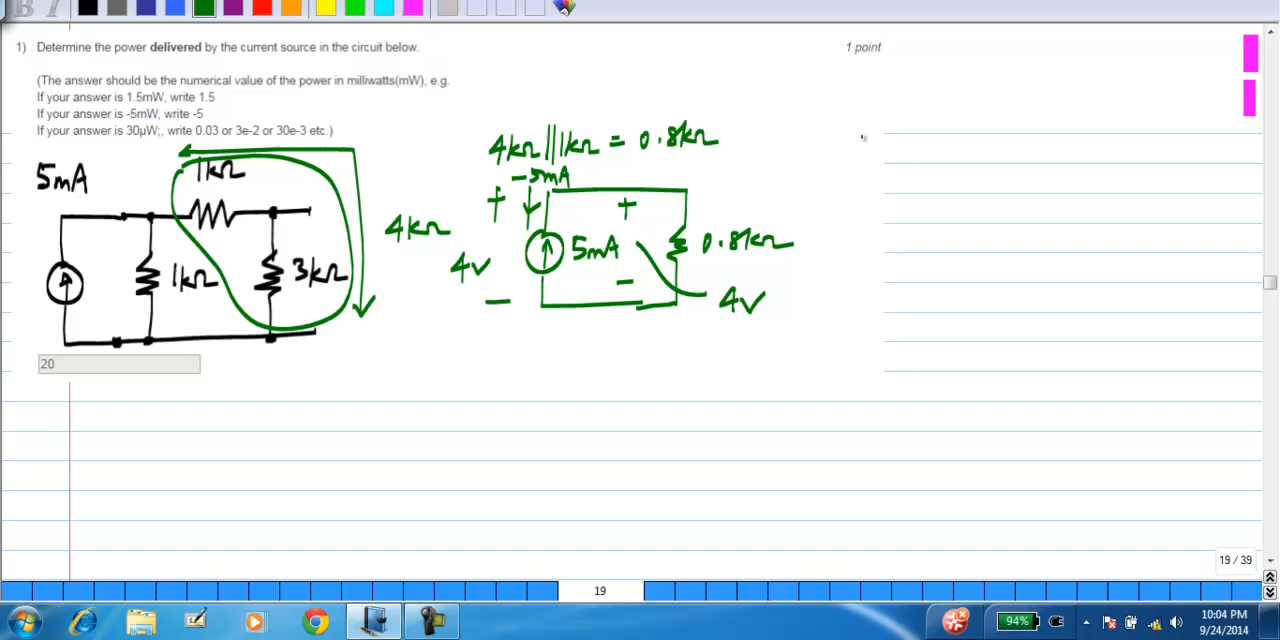 B I
1) Determine the power delivered by the current source in the circuit below.
1 point
(The answer should be the numerical value of the power in milliwatts(mW), e.g.
If your answer is 1.5mW, write 1.5
If your answer is -5mW, write -5
If your answer is 30µW;, write 0.03 or 3e-2 or 30e-3 etc.)
4kΩ||1kΩ = 0.8kΩ
5mA
1kΩ
1kΩ
3kΩ
4kΩ
-5mA
+
4V
-
5mA
+
-
0.8kΩ
4V
20
19 / 39
19
94%
10:04 PM
9/24/2014